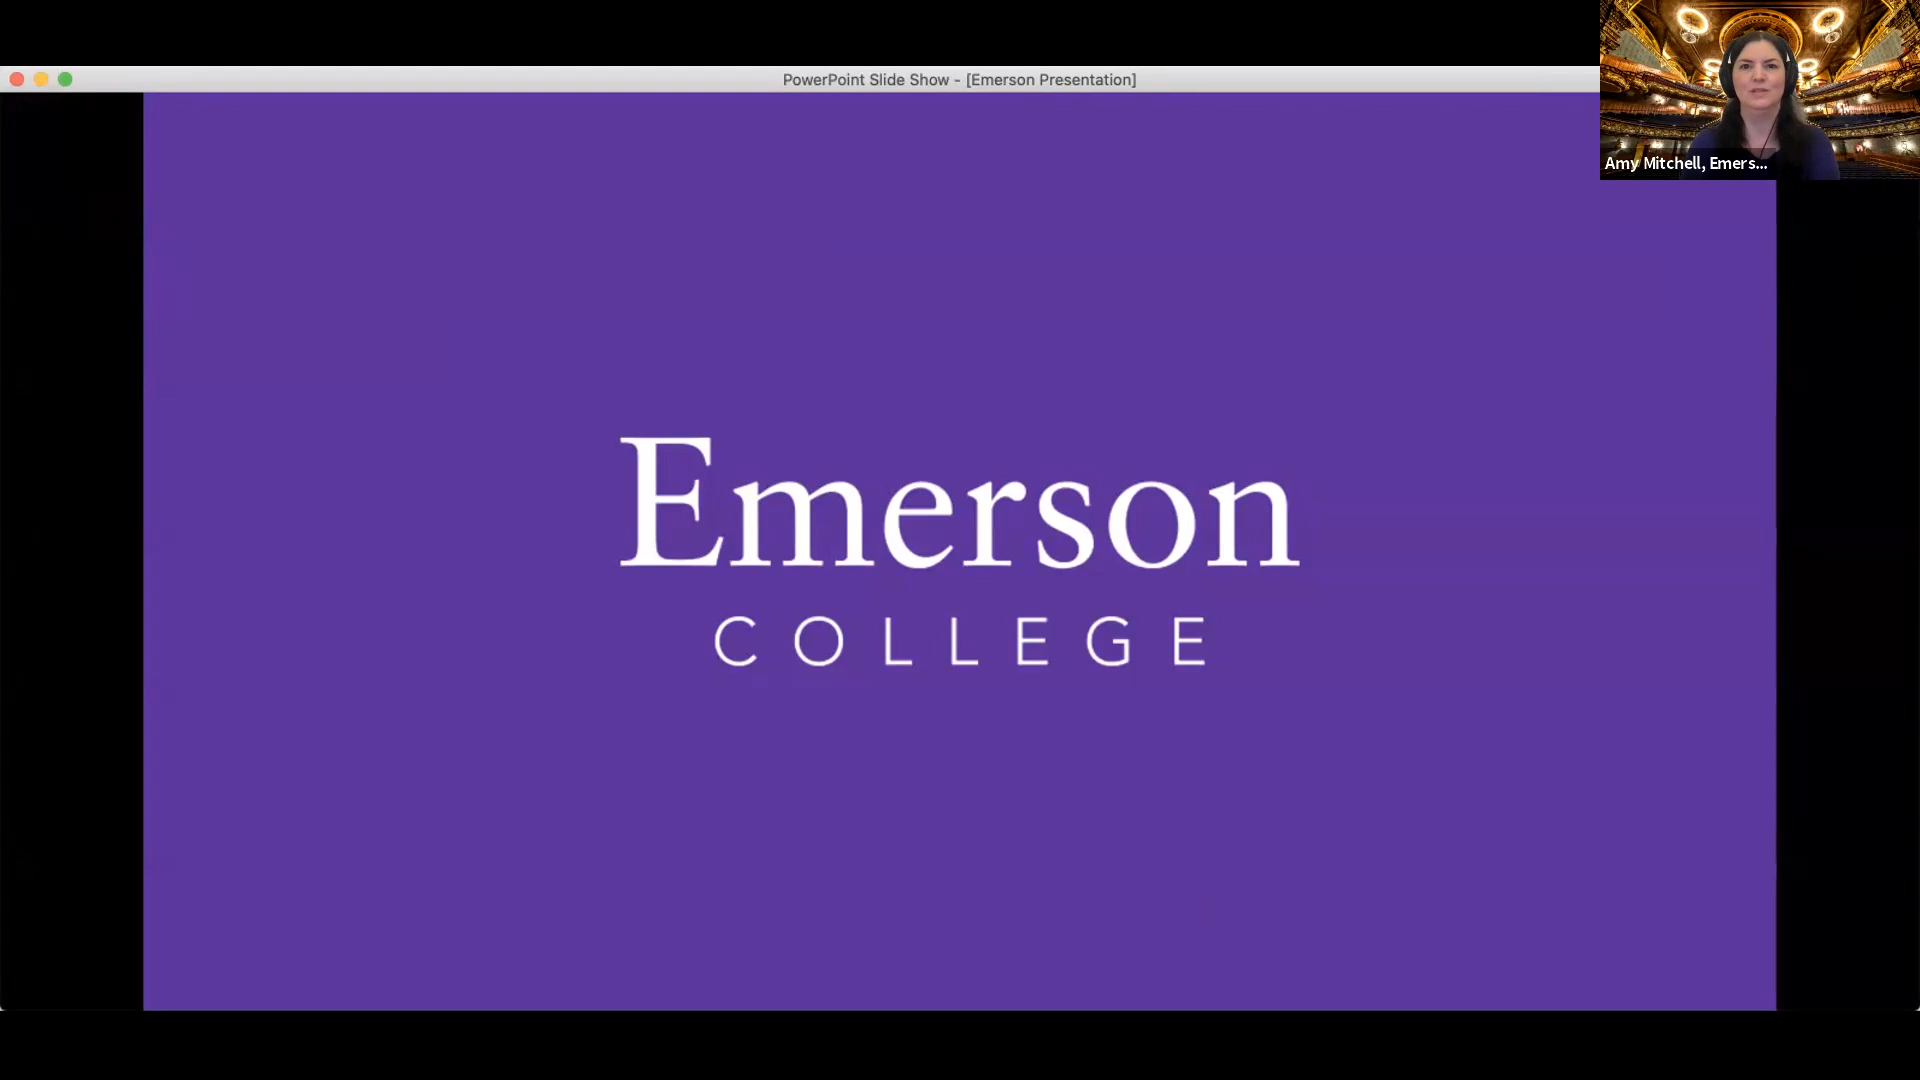 PowerPoint Slide Show - [Emerson Presentation]
Amy Mitchell, Emers...
Emerson
COLLEGE